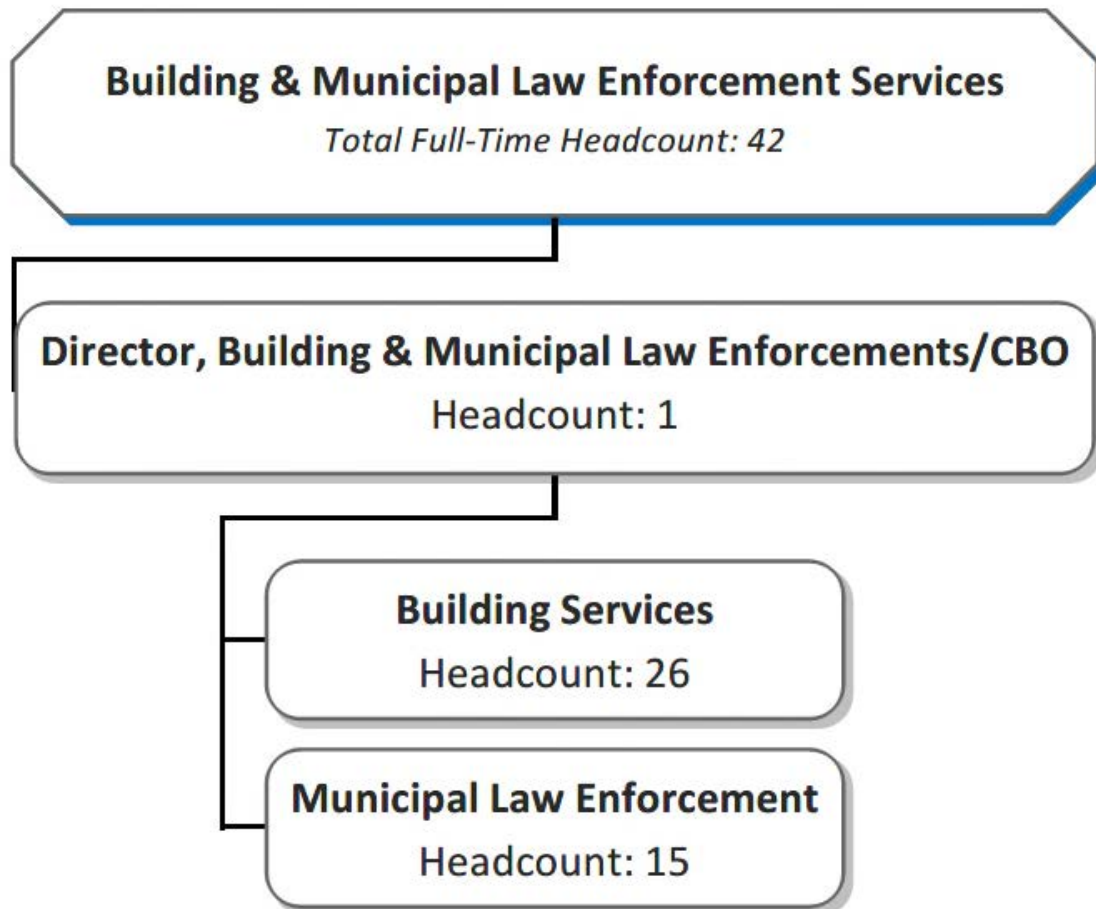 Building & Municipal Law Enforcement Services
Total Full-Time Headcount: 42
Director, Building & Municipal Law Enforcements/CBO
Headcount: 1
Building Services
Headcount: 26
Municipal Law Enforcement
Headcount: 15